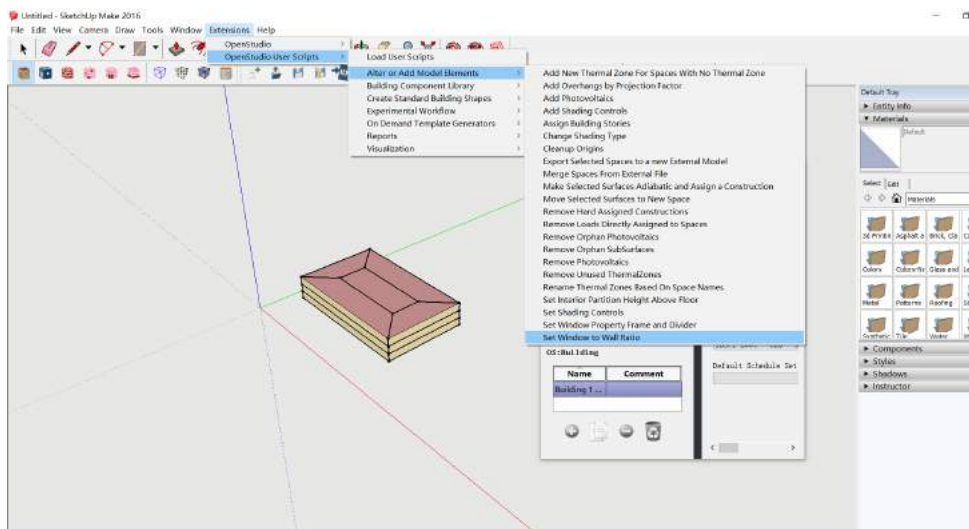 Untitled - SketchUp Make 2016
File Edit View Camera Draw Tools Window Extensions Help
OpenStudio
OpenStudio User Scripts
Load User Scripts
Alter or Add Model Elements
Building Component Library
Create Standard Building Shapes
Experimental Workflow
On Demand Template Generators
Reports
Visualization
Add New Thermal Zone For Spaces With No Thermal Zone
Add Overhangs by Projection Factor
Add Photovoltaics
Add Shading Controls
Assign Building Stories
Change Shading Type
Cleanup Origins
Export Selected Spaces to a new External Model
Merge Spaces From External File
Make Selected Surfaces Adiabatic and Assign a Construction
Move Selected Surfaces to New Space
Remove Hard Assigned Constructions
Remove Loads Directly Assigned to Spaces
Remove Orphan Photovoltaics
Remove Orphan SubSurfaces
Remove Photovoltaics
Remove Unused ThermalZones
Rename Thermal Zones Based On Space Names
Set Interior Partition Height Above Floor
Set Shading Controls
Set Window Property Frame and Divider
Set Window to Wall Ratio
OS:Building
Name Comment
Building 1 ...
Default Schedule Set
Default Tray
Entity Info
Materials
Default
Select Edit
Materials
3d Printin Asphalt a Brick, Cla
Colors Colors-Na Glass and
Metal Patterns Roofing
Synthetic Tile Water
Components
Styles
Shadows
Instructor